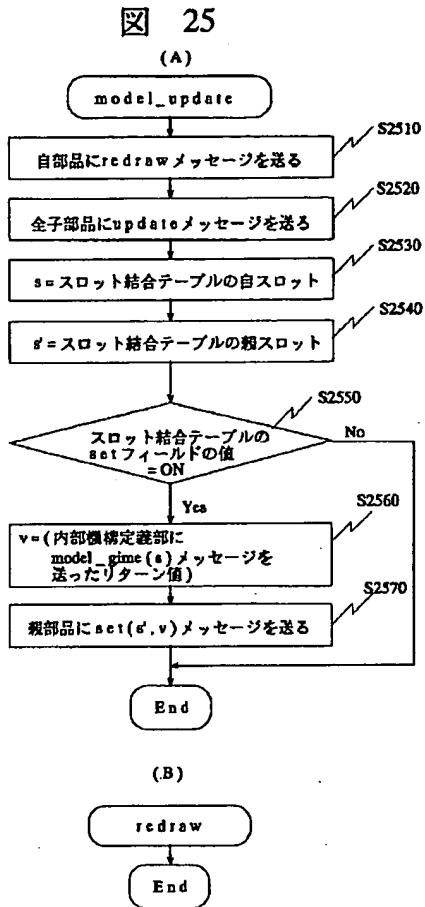 図 25
(A)
model_update
S2510
自部品にredrawメッセージを送る
S2520
全子部品にupdateメッセージを送る
S2530
s=スロット結合テーブルの自スロット
S2540
s'=スロット結合テーブルの親スロット
S2550
スロット結合テーブルの
setフィールドの値
=ON
No
Yes
S2560
v=(内部機構定義部に
model_gime(s)メッセージを
送ったリターン値)
S2570
親部品にset(s',v)メッセージを送る
End
(B)
redraw
End